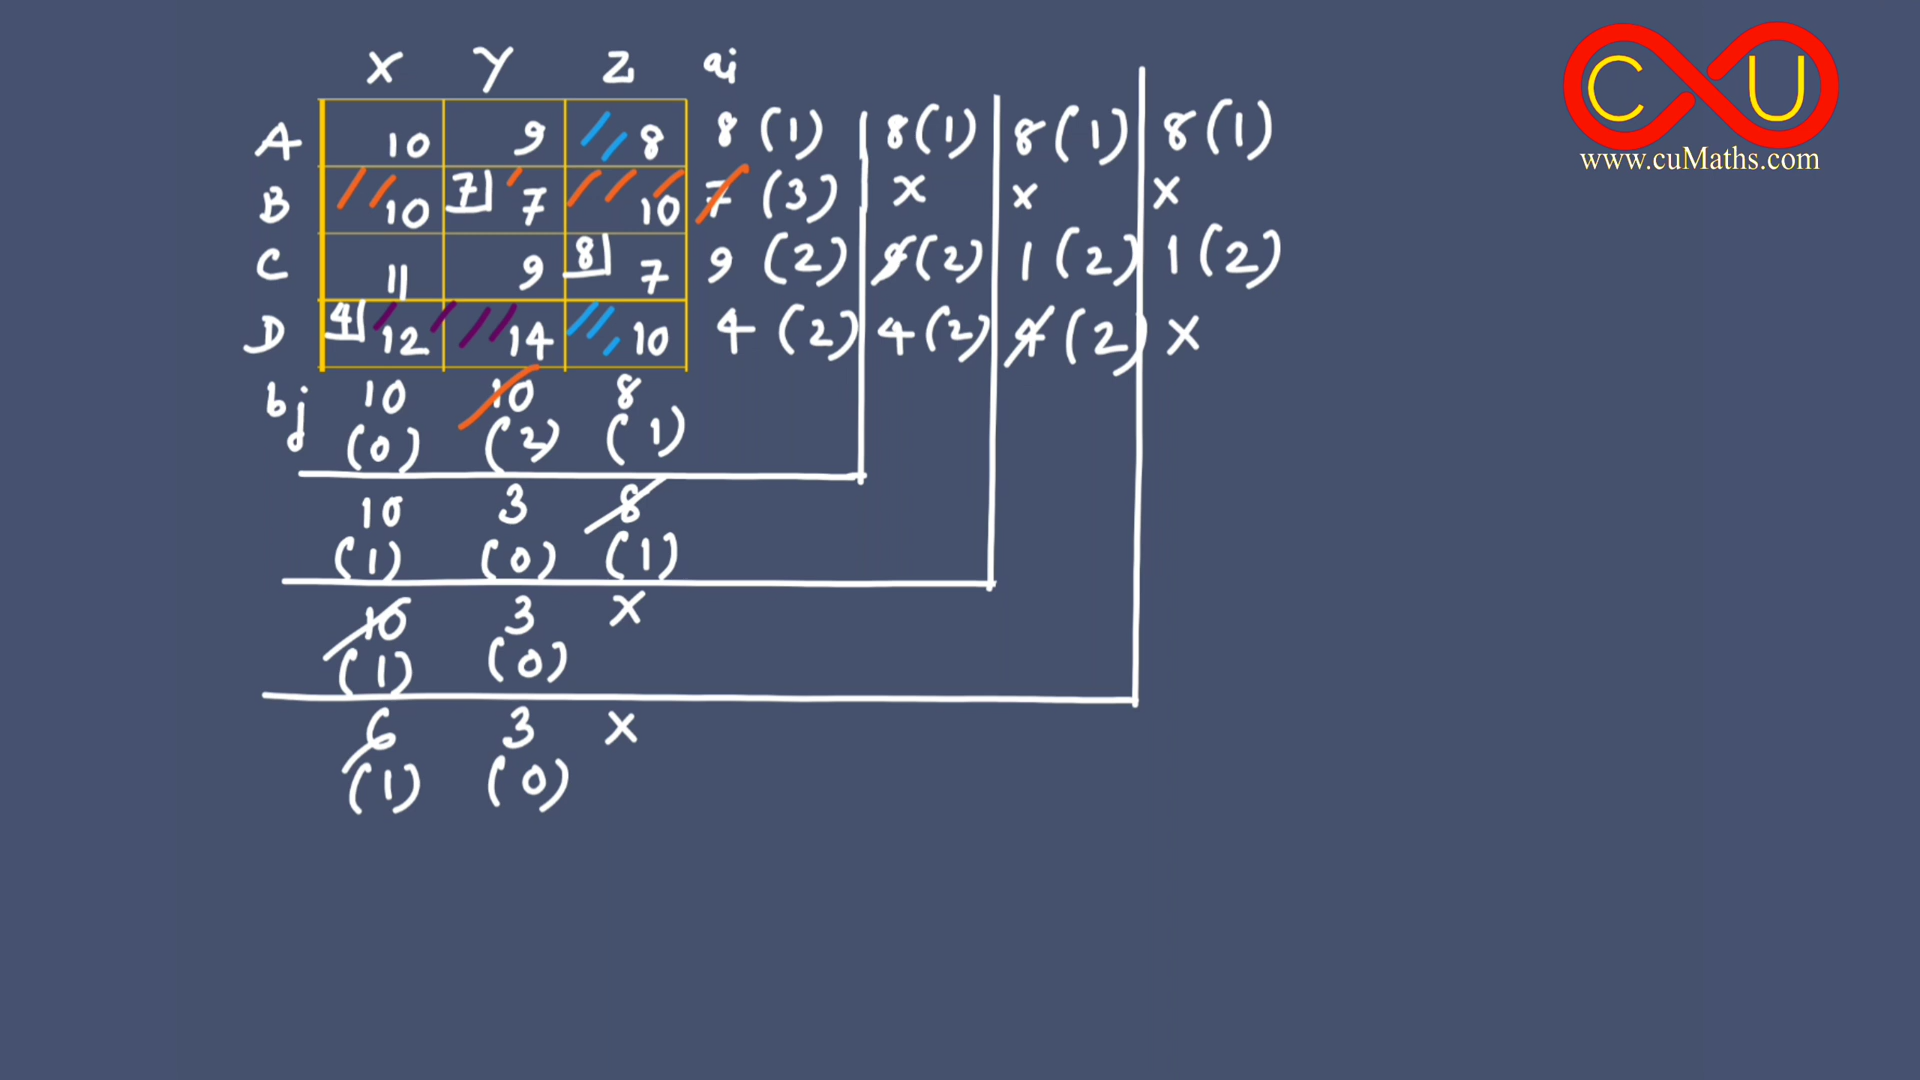 X Y Z ai
A 10 9 8 8 (1) 8(1) 8(1) 8(1)
B 10 7 7 10 7 (3) x x x
C 11 9 8 7 9 (2) 9(2) 1(2) 1(2)
D 4 12 14 10 4 (2) 4(2) 4(2) X
bj 10 10 8
(0) (2) (1)
10 3 8
(1) (0) (1)
10 3 X
(1) (0)
6 3 X
(1) (0)
CU
www.cuMaths.com